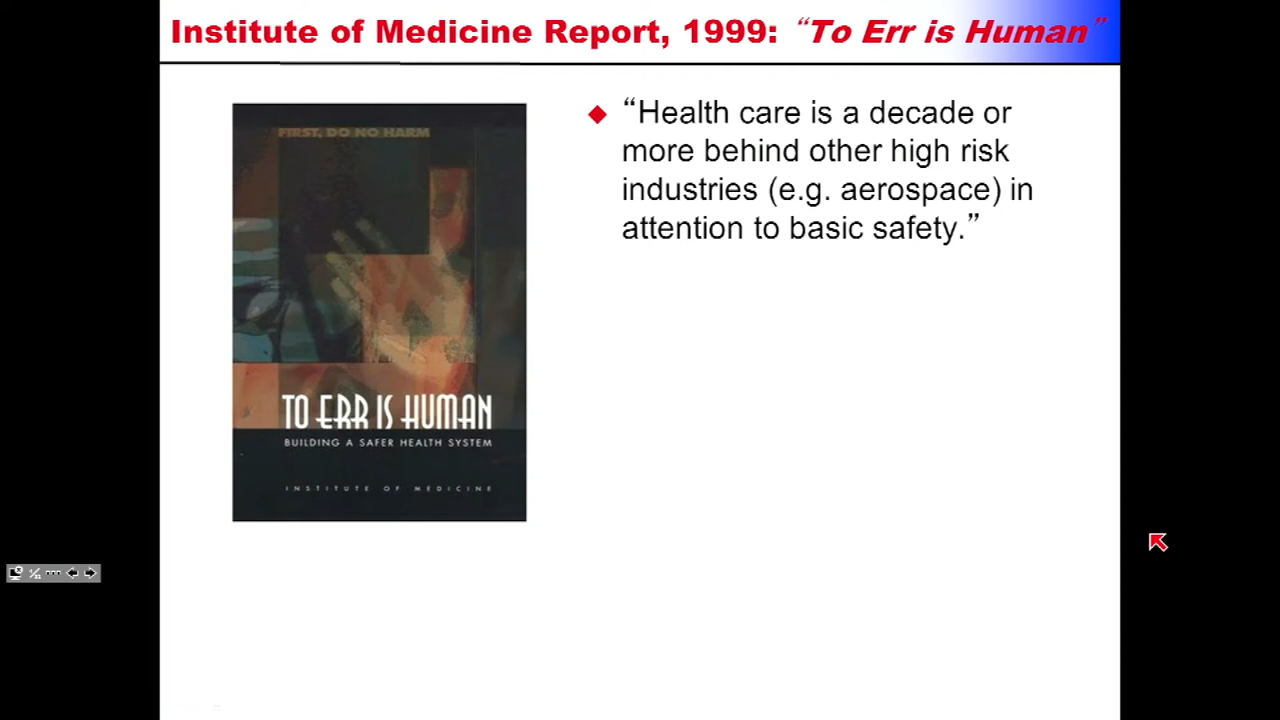 Institute of Medicine Report, 1999: “To Err is Human”
FIRST, DO NO HARM
TO ERR IS HUMAN
BUILDING A SAFER HEALTH SYSTEM
INSTITUTE OF MEDICINE
“Health care is a decade or
more behind other high risk
industries (e.g. aerospace) in
attention to basic safety.”